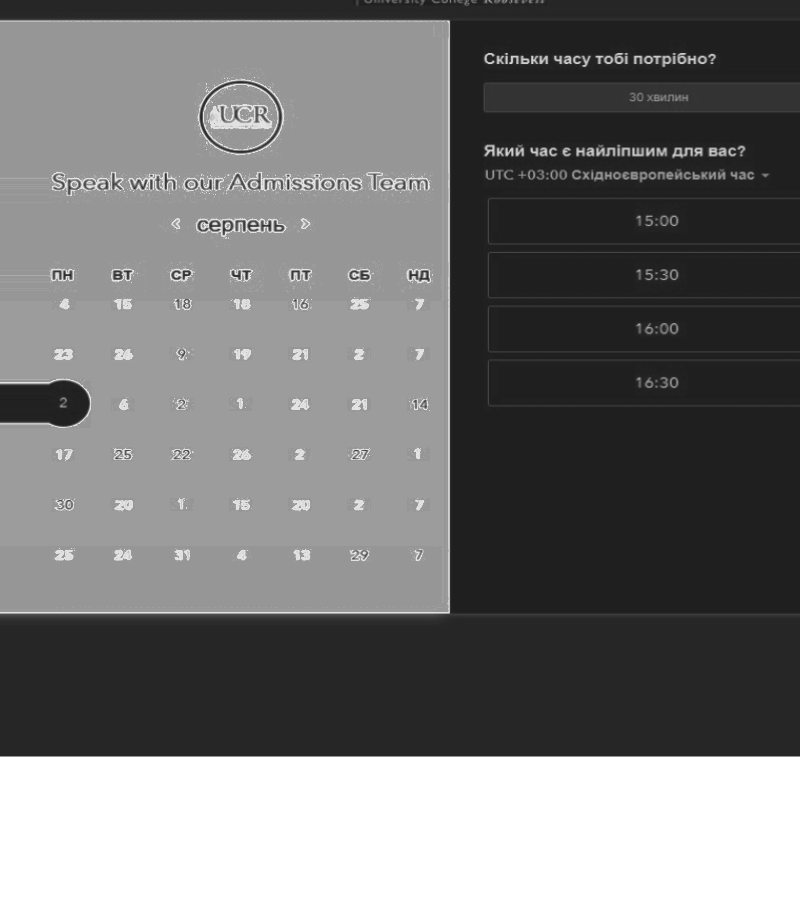 University College Roosevelt
UCR
Speak with our Admissions Team
‹ серпень ›
ПН ВТ СР ЧТ ПТ СБ НД
4 15 18 18 16 25 7
23 26 9 19 21 2 7
2 6 2 1 24 21 14
17 25 22 26 2 27 1
30 20 1 15 20 2 7
25 24 31 4 13 29 7
Скільки часу тобі потрібно?
30 хвилин
Який час є найліпшим для вас?
UTC +03:00 Східноєвропейський час
15:00
15:30
16:00
16:30